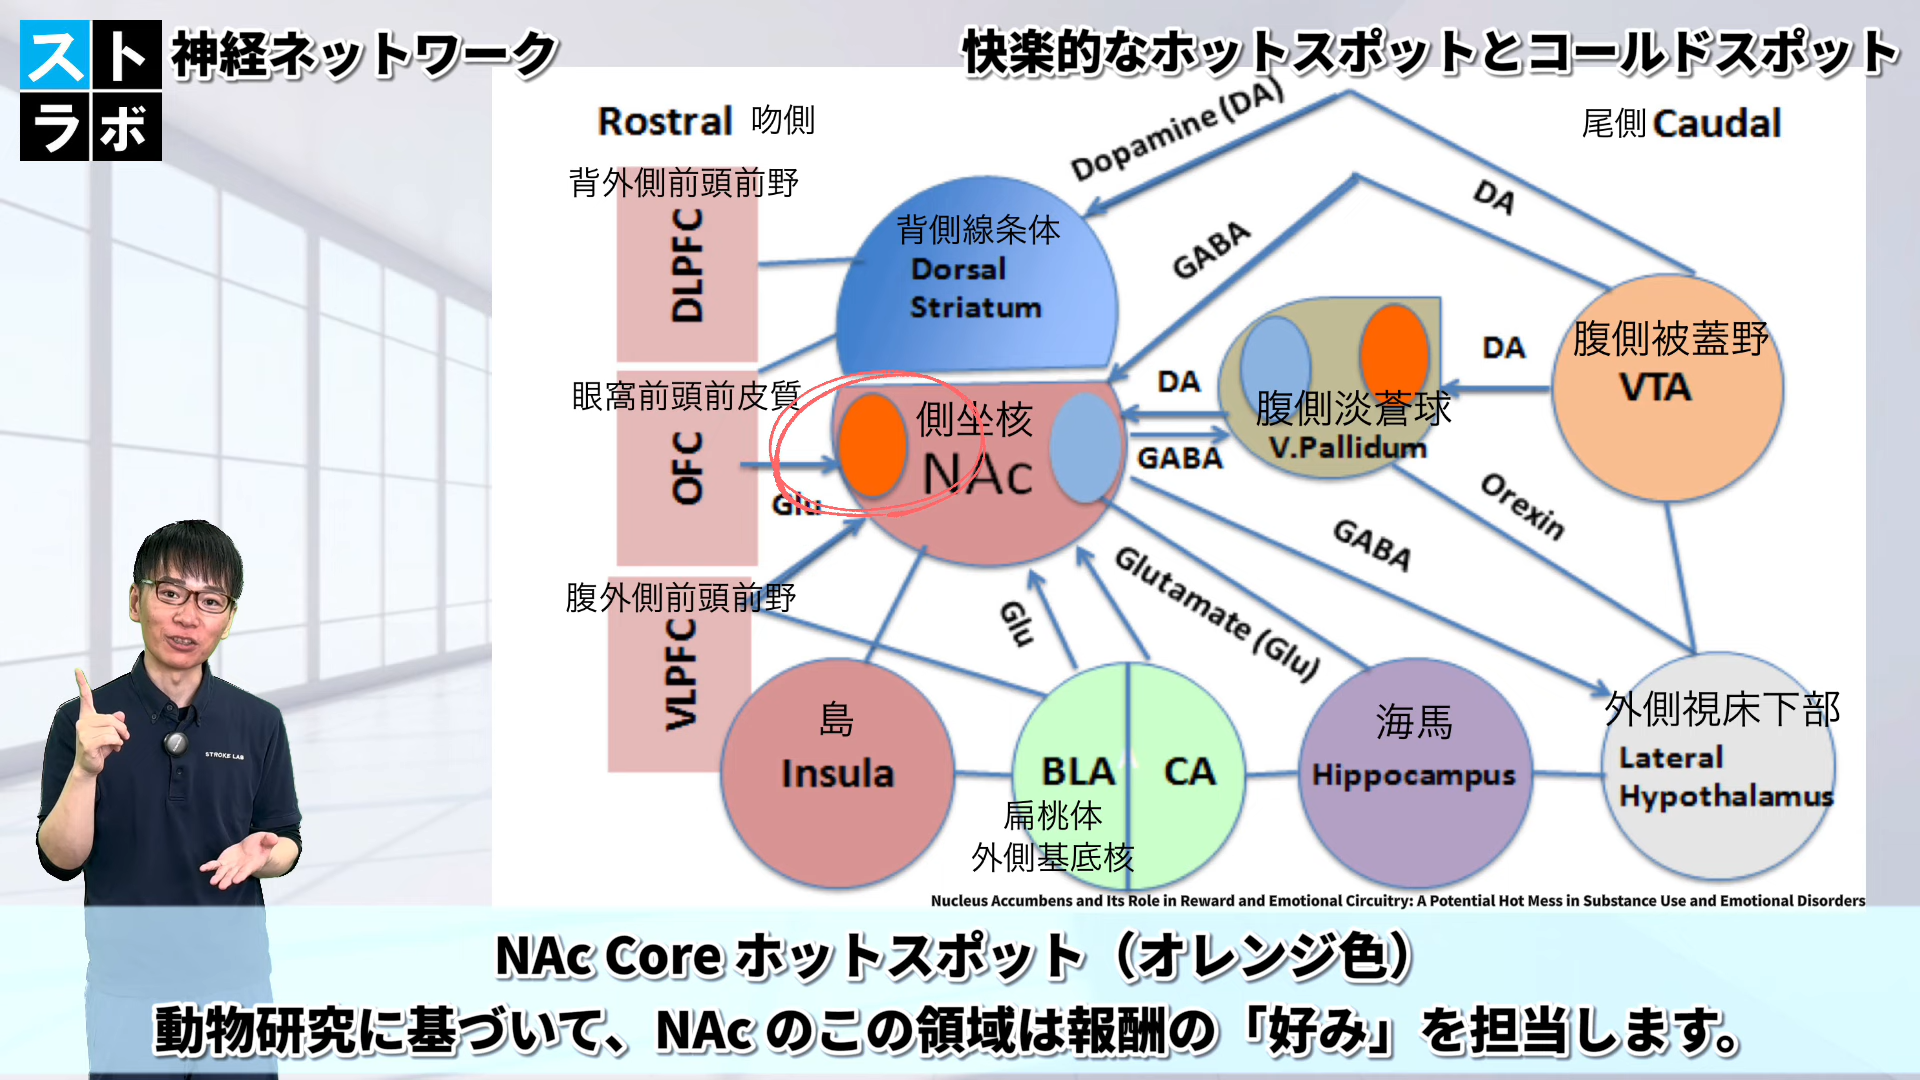 スト
ラボ
神経ネットワーク
快楽的なホットスポットとコールドスポット
Rostral 吻側
尾側 Caudal
背外側前頭前野
DLPFC
眼窩前頭前皮質
OFC
腹外側前頭前野
VLPFC
背側線条体
Dorsal
Striatum
側坐核
NAc
Glu
Dopamine (DA)
DA
GABA
DA
DA
GABA
腹側淡蒼球
V.Pallidum
腹側被蓋野
VTA
Orexin
GABA
Glutamate (Glu)
Glu
島
Insula
BLA
CA
扁桃体
外側基底核
海馬
Hippocampus
外側視床下部
Lateral
Hypothalamus
STROKE LAB
Nucleus Accumbens and Its Role in Reward and Emotional Circuitry: A Potential Hot Mess in Substance Use and Emotional Disorders
NAc Core ホットスポット（オレンジ色）
動物研究に基づいて、NAc のこの領域は報酬の「好み」を担当します。